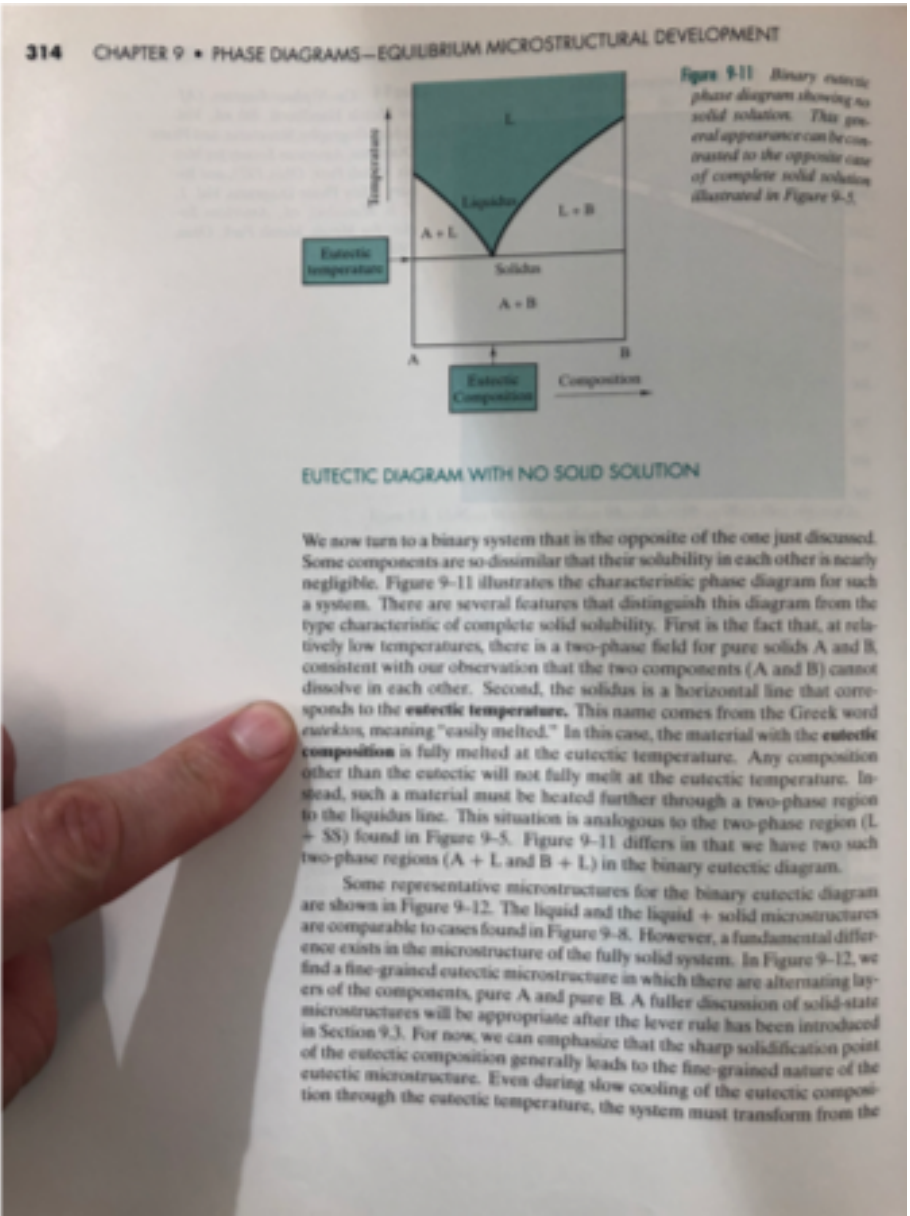 314 CHAPTER 9 • PHASE DIAGRAMS—EQUILIBRIUM MICROSTRUCTURAL DEVELOPMENT
Figure 9-11 Binary eutectic
phase diagram showing no
solid solution. This gen-
eral appearance can be con-
trasted to the opposite case
of complete solid solution
illustrated in Figure 9-5.
Temperature
L
Liquidus
L + B
A + L
Eutectic
temperature
Solidus
A + B
A
B
Eutectic
Composition
Composition
EUTECTIC DIAGRAM WITH NO SOLID SOLUTION
We now turn to a binary system that is the opposite of the one just discussed.
Some components are so dissimilar that their solubility in each other is nearly
negligible. Figure 9-11 illustrates the characteristic phase diagram for such
a system. There are several features that distinguish this diagram from the
type characteristic of complete solid solubility. First is the fact that, at rela-
tively low temperatures, there is a two-phase field for pure solids A and B,
consistent with our observation that the two components (A and B) cannot
dissolve in each other. Second, the solidus is a horizontal line that corre-
sponds to the eutectic temperature. This name comes from the Greek word
eutektos, meaning "easily melted." In this case, the material with the eutectic
composition is fully melted at the eutectic temperature. Any composition
other than the eutectic will not fully melt at the eutectic temperature. In-
stead, such a material must be heated further through a two-phase region
to the liquidus line. This situation is analogous to the two-phase region (L
+ SS) found in Figure 9-5. Figure 9-11 differs in that we have two such
two-phase regions (A + L and B + L) in the binary eutectic diagram.
Some representative microstructures for the binary eutectic diagram
are shown in Figure 9-12. The liquid and the liquid + solid microstructures
are comparable to cases found in Figure 9-8. However, a fundamental differ-
ence exists in the microstructure of the fully solid system. In Figure 9-12, we
find a fine-grained eutectic microstructure in which there are alternating lay-
ers of the components, pure A and pure B. A fuller discussion of solid-state
microstructures will be appropriate after the lever rule has been introduced
in Section 9.3. For now, we can emphasize that the sharp solidification point
of the eutectic composition generally leads to the fine-grained nature of the
eutectic microstructure. Even during slow cooling of the eutectic composi-
tion through the eutectic temperature, the system must transform from the